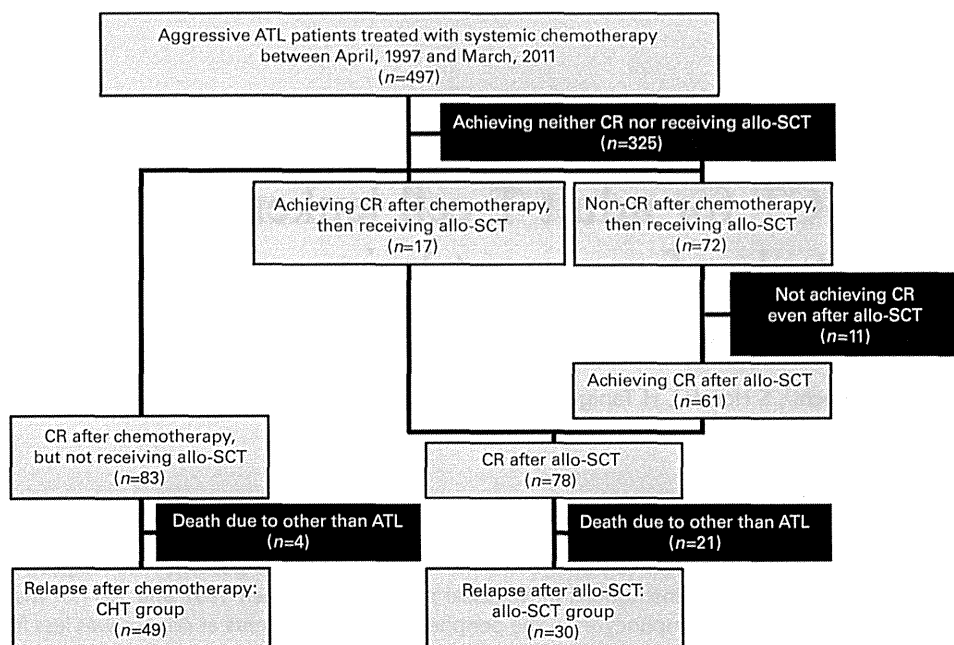 Aggressive ATL patients treated with systemic chemotherapy
between April, 1997 and March, 2011
(n=497)
Achieving neither CR nor receiving allo-SCT
(n=325)
Achieving CR after chemotherapy,
then receiving allo-SCT
(n=17)
Non-CR after chemotherapy,
then receiving allo-SCT
(n=72)
Not achieving CR
even after allo-SCT
(n=11)
Achieving CR after allo-SCT
(n=61)
CR after chemotherapy,
but not receiving allo-SCT
(n=83)
CR after allo-SCT
(n=78)
Death due to other than ATL
(n=4)
Death due to other than ATL
(n=21)
Relapse after chemotherapy:
CHT group
(n=49)
Relapse after allo-SCT:
allo-SCT group
(n=30)